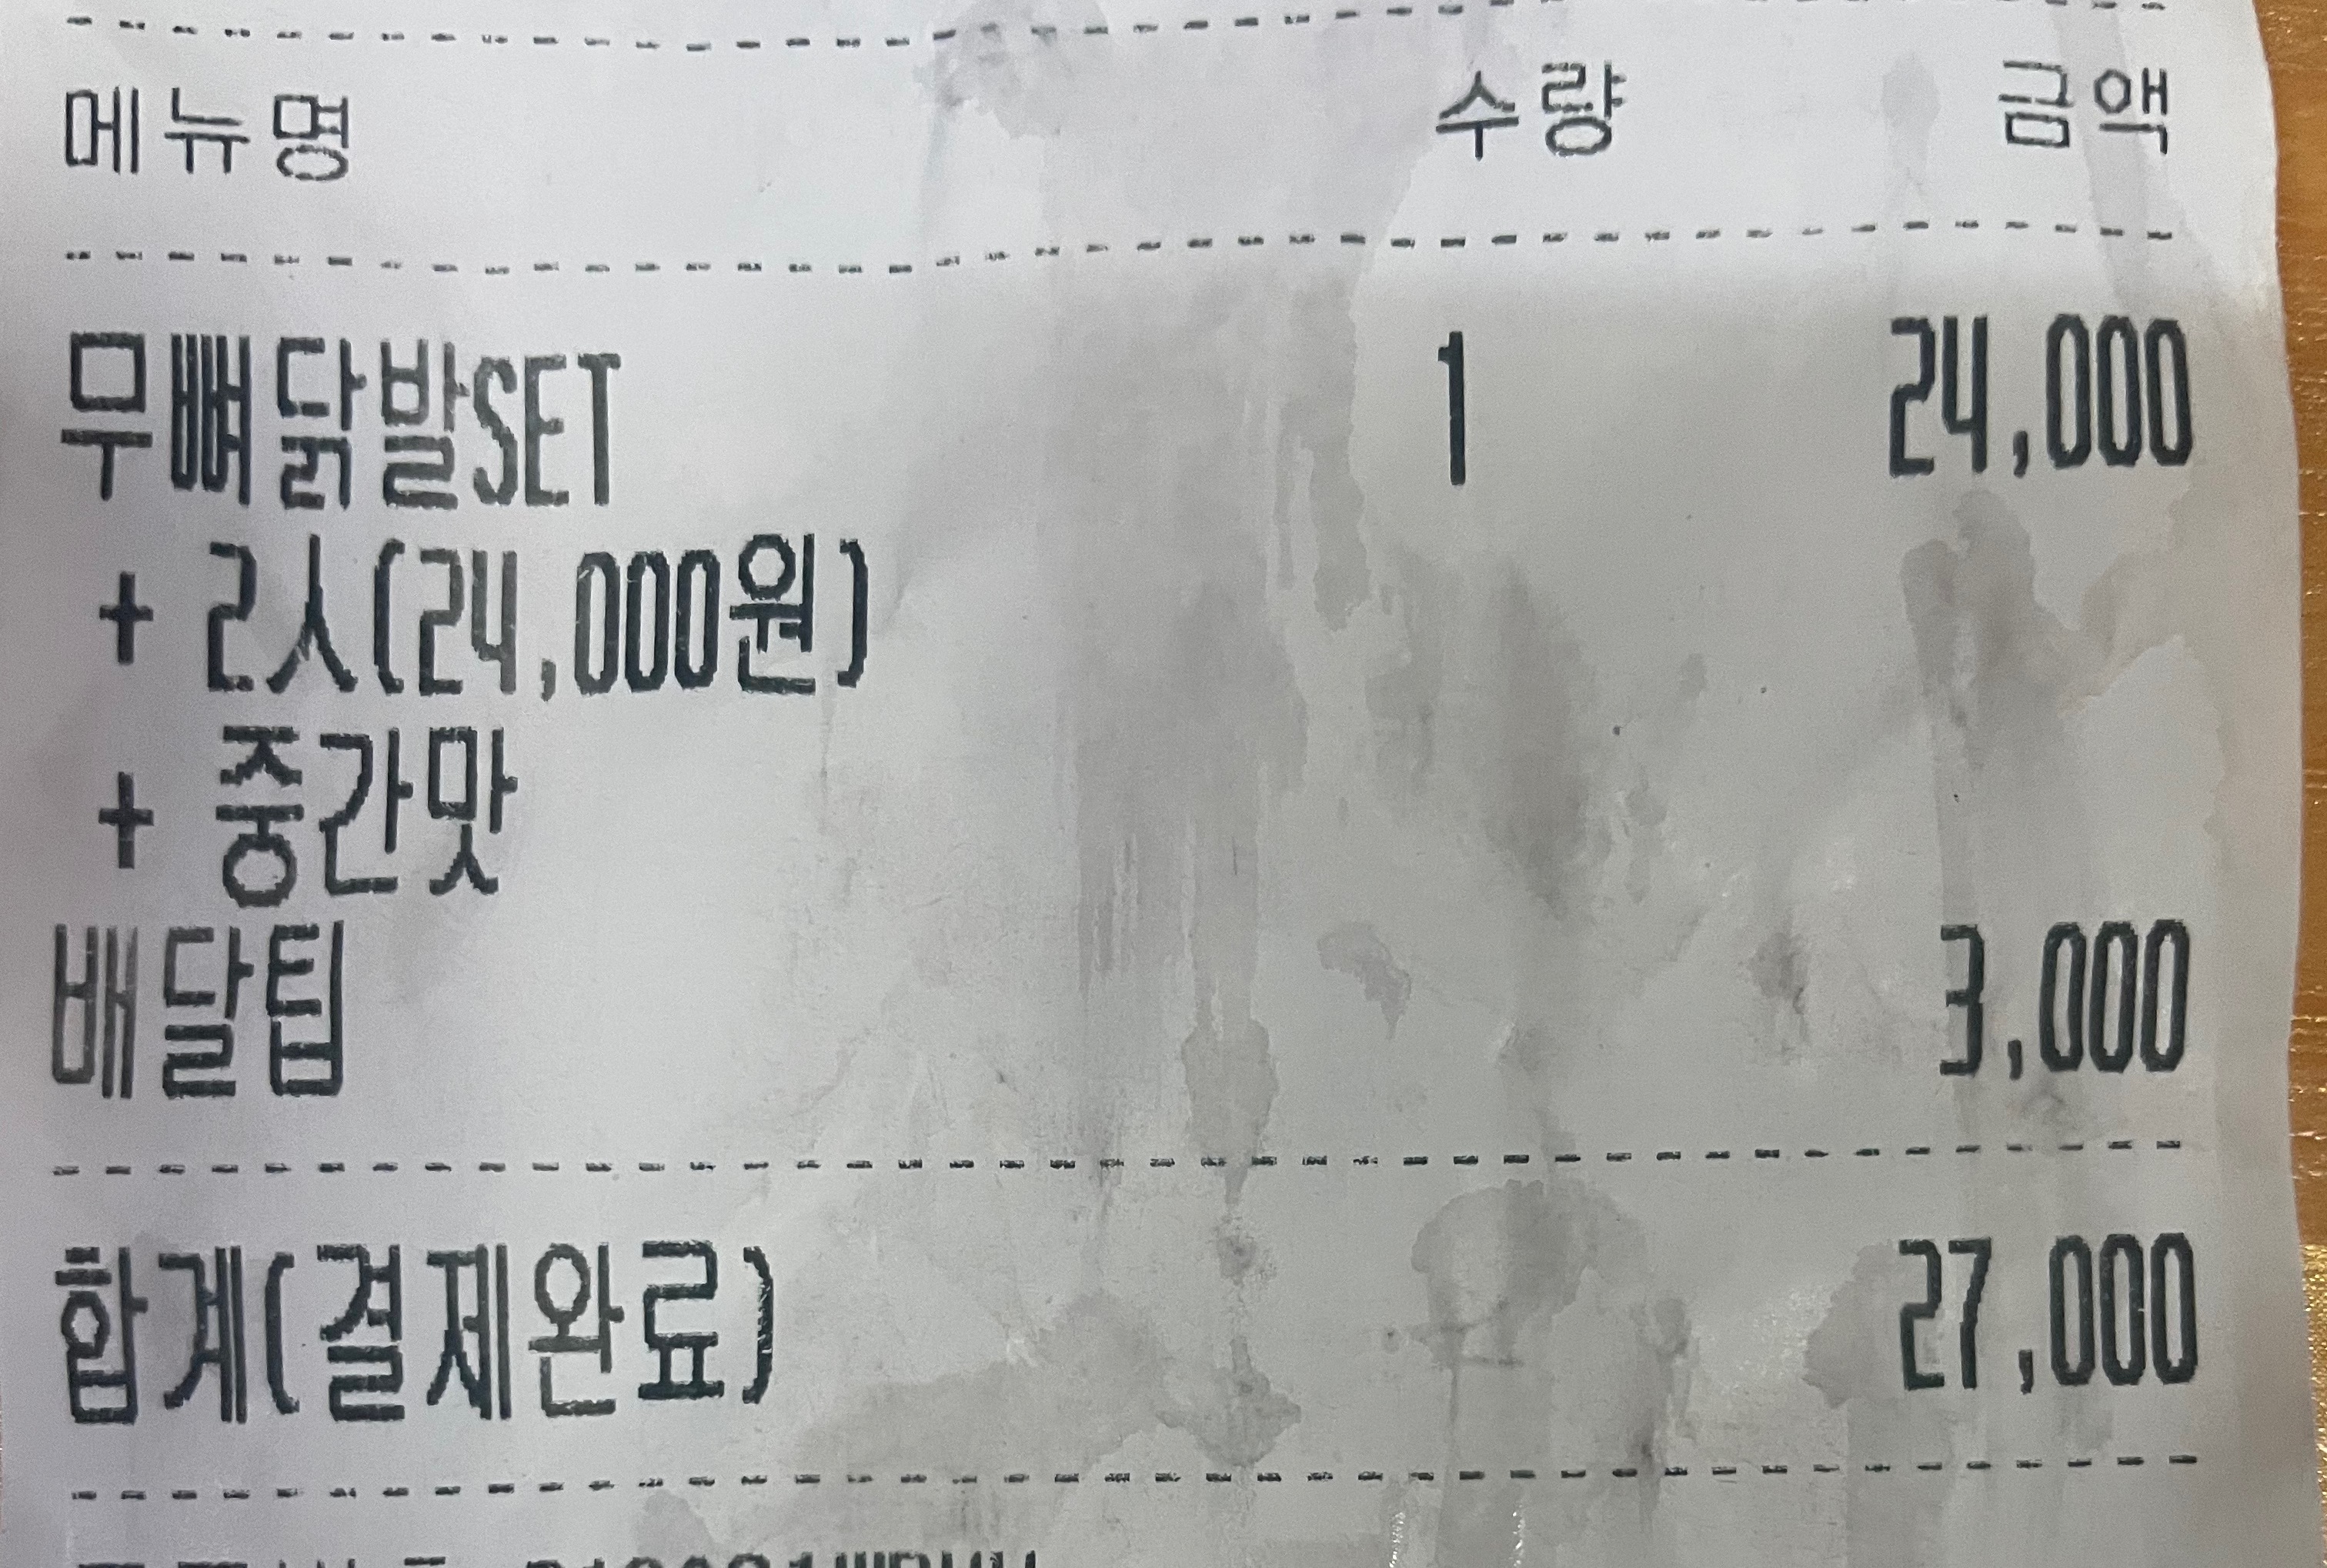 메뉴명 수량 금액
무뼈닭발SET 1 24,000
+ 2人(24,000원)
+ 중간맛
배달팁 3,000
합계(결제완료) 27,000